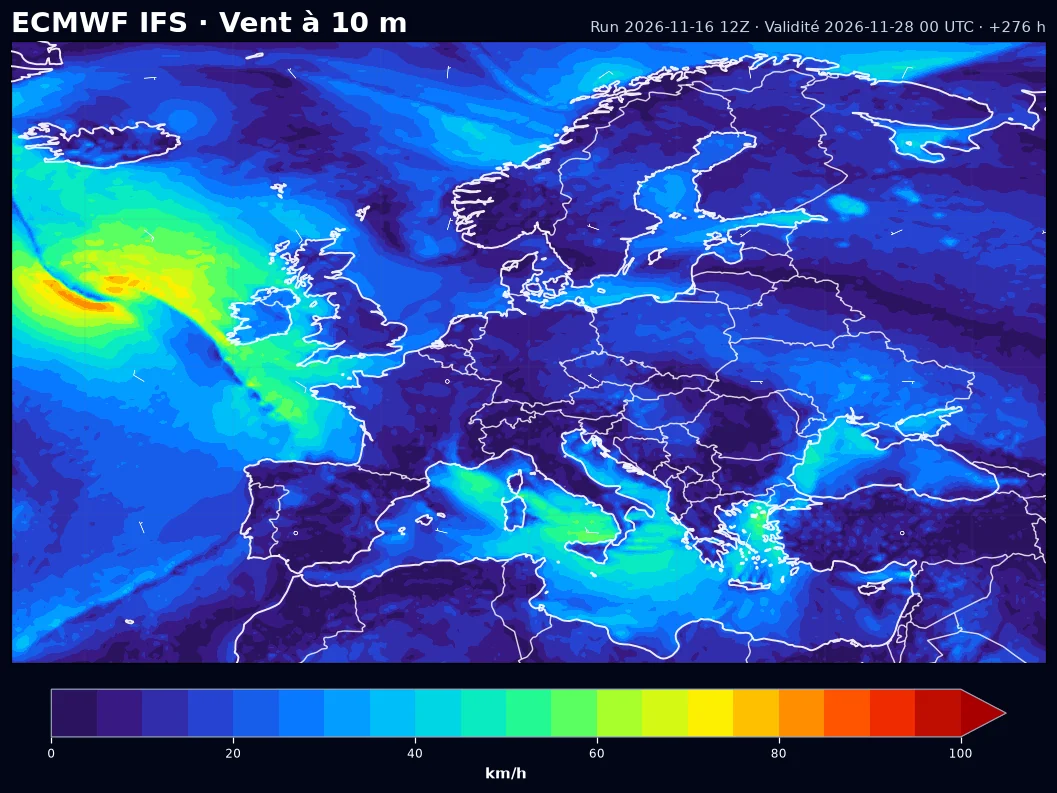 ECMWF IFS · Vent à 10 m
Run 2026-11-16 12Z · Validité 2026-11-28 00 UTC · +276 h
0 20 40 60 80 100
km/h